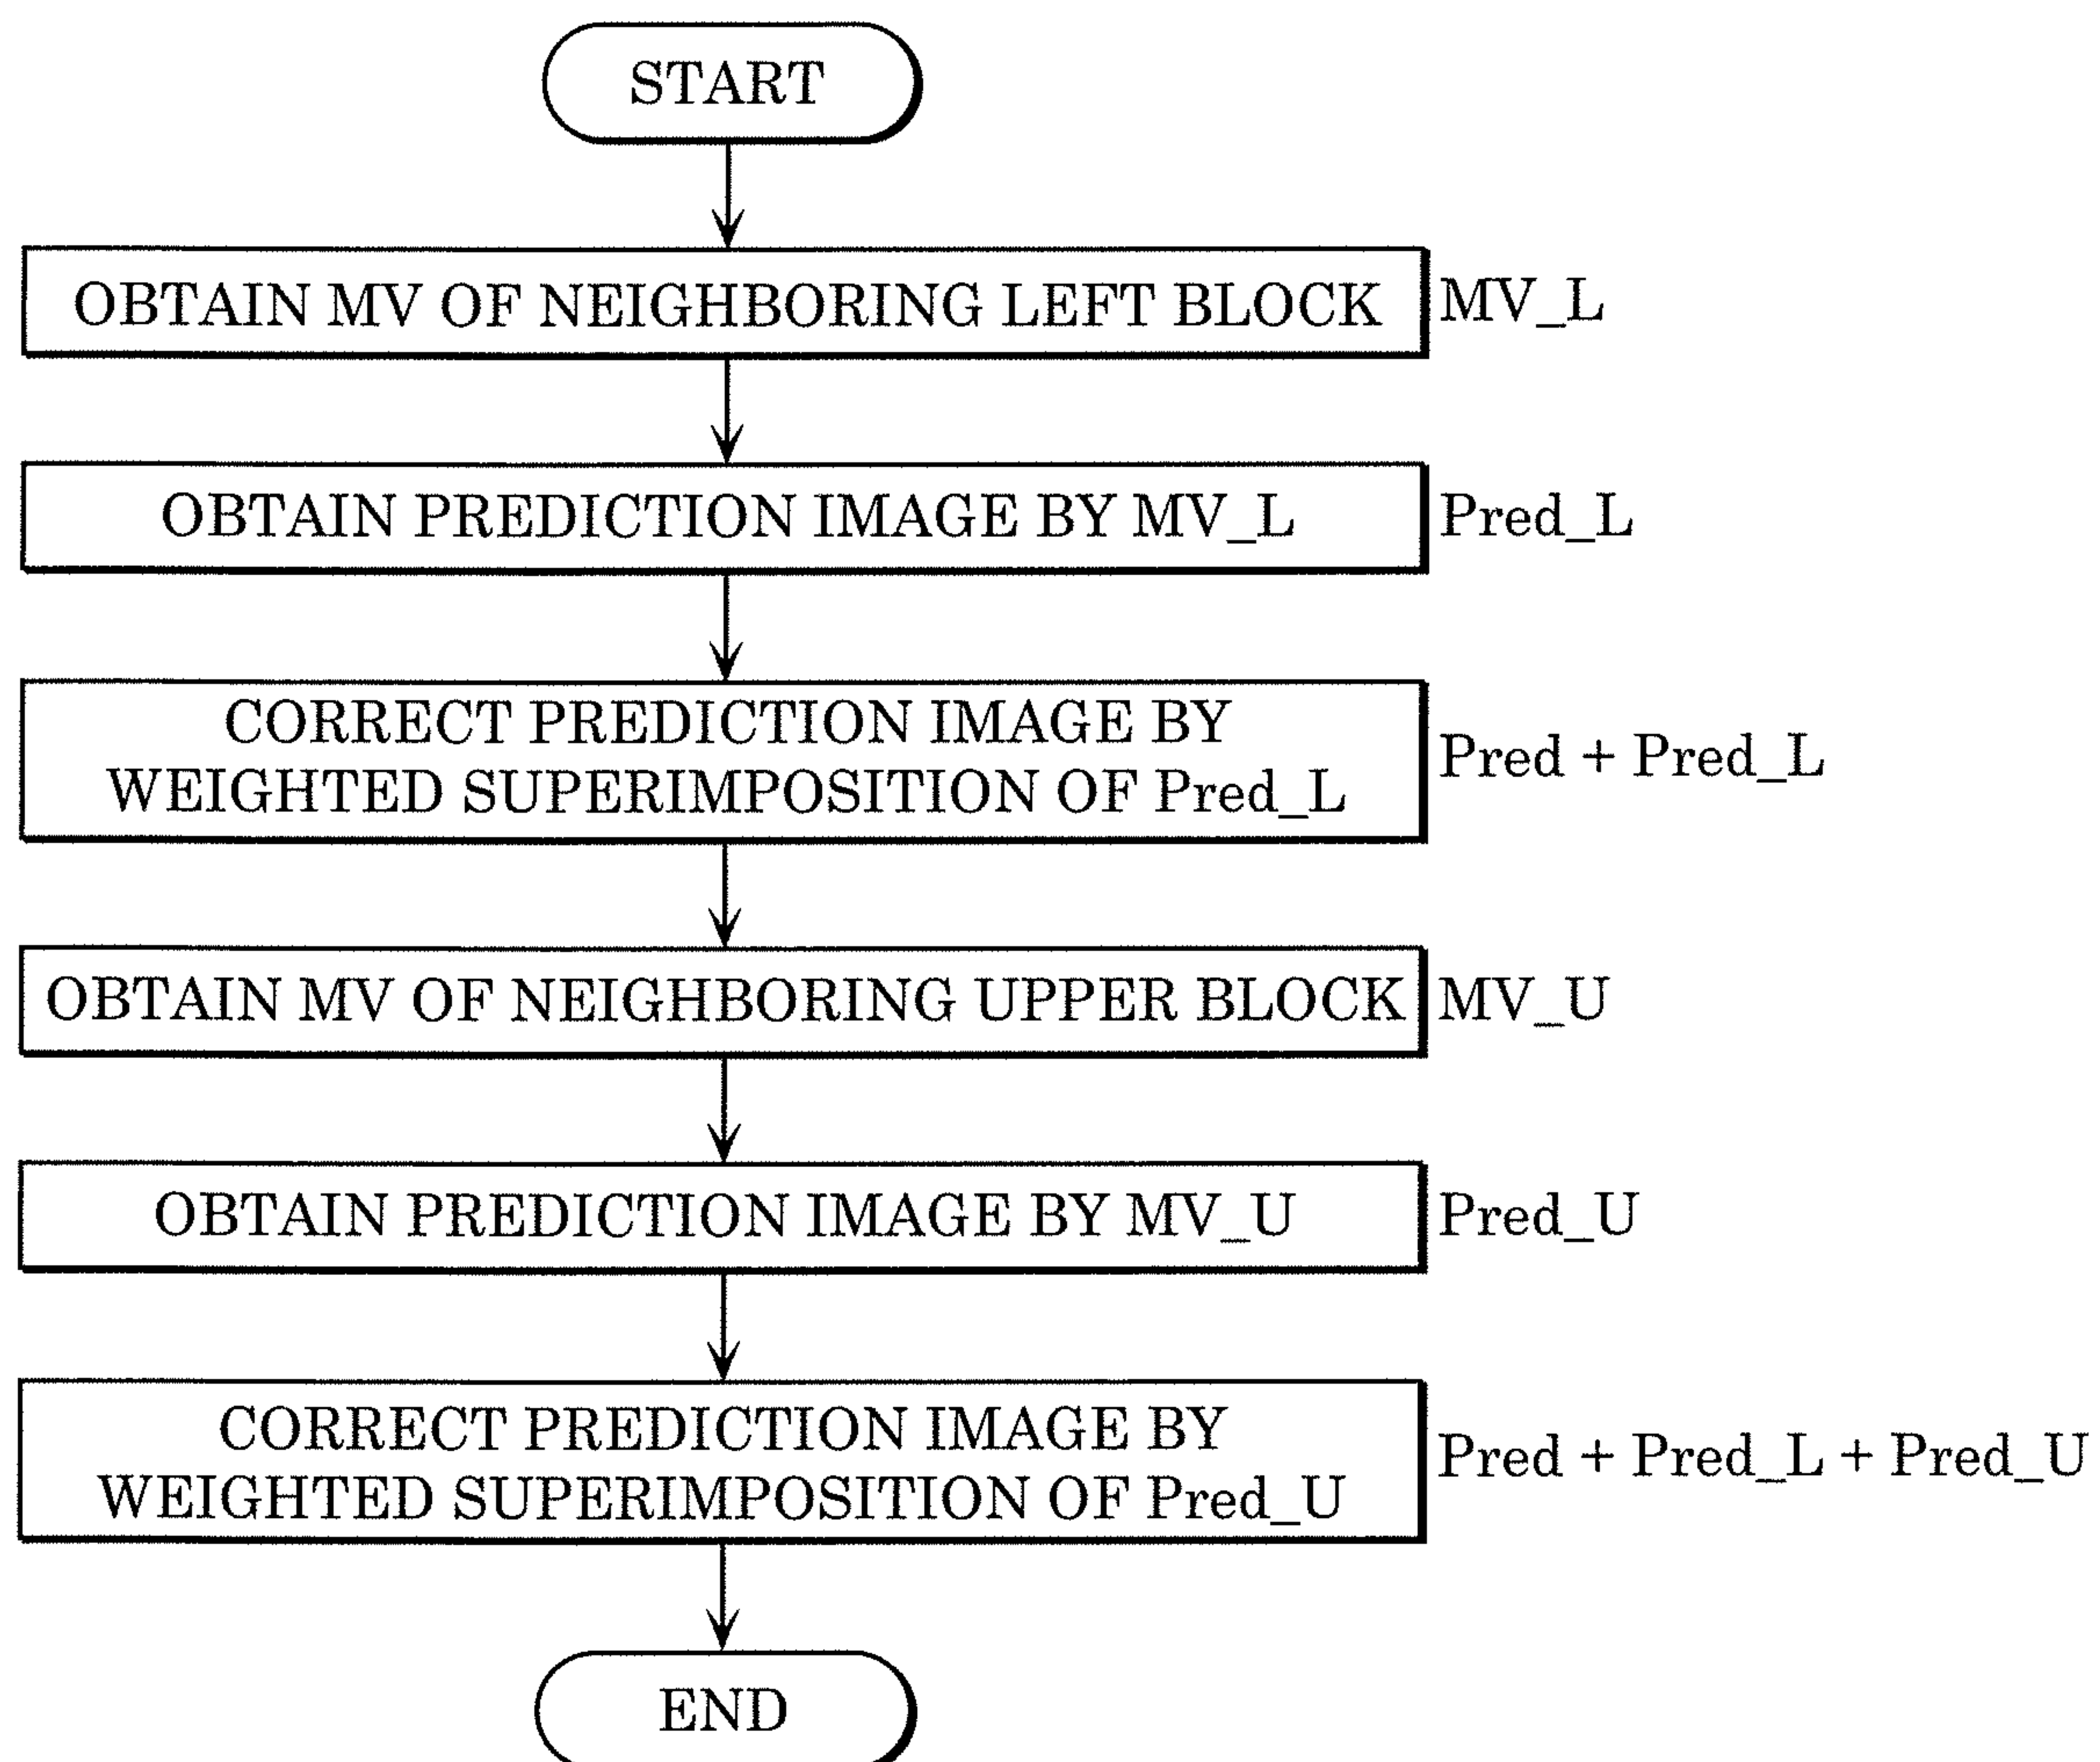 START
OBTAIN MV OF NEIGHBORING LEFT BLOCK
MV_L
OBTAIN PREDICTION IMAGE BY MV_L
Pred_L
CORRECT PREDICTION IMAGE BY
WEIGHTED SUPERIMPOSITION OF Pred_L
Pred + Pred_L
OBTAIN MV OF NEIGHBORING UPPER BLOCK
MV_U
OBTAIN PREDICTION IMAGE BY MV_U
Pred_U
CORRECT PREDICTION IMAGE BY
WEIGHTED SUPERIMPOSITION OF Pred_U
Pred + Pred_L + Pred_U
END